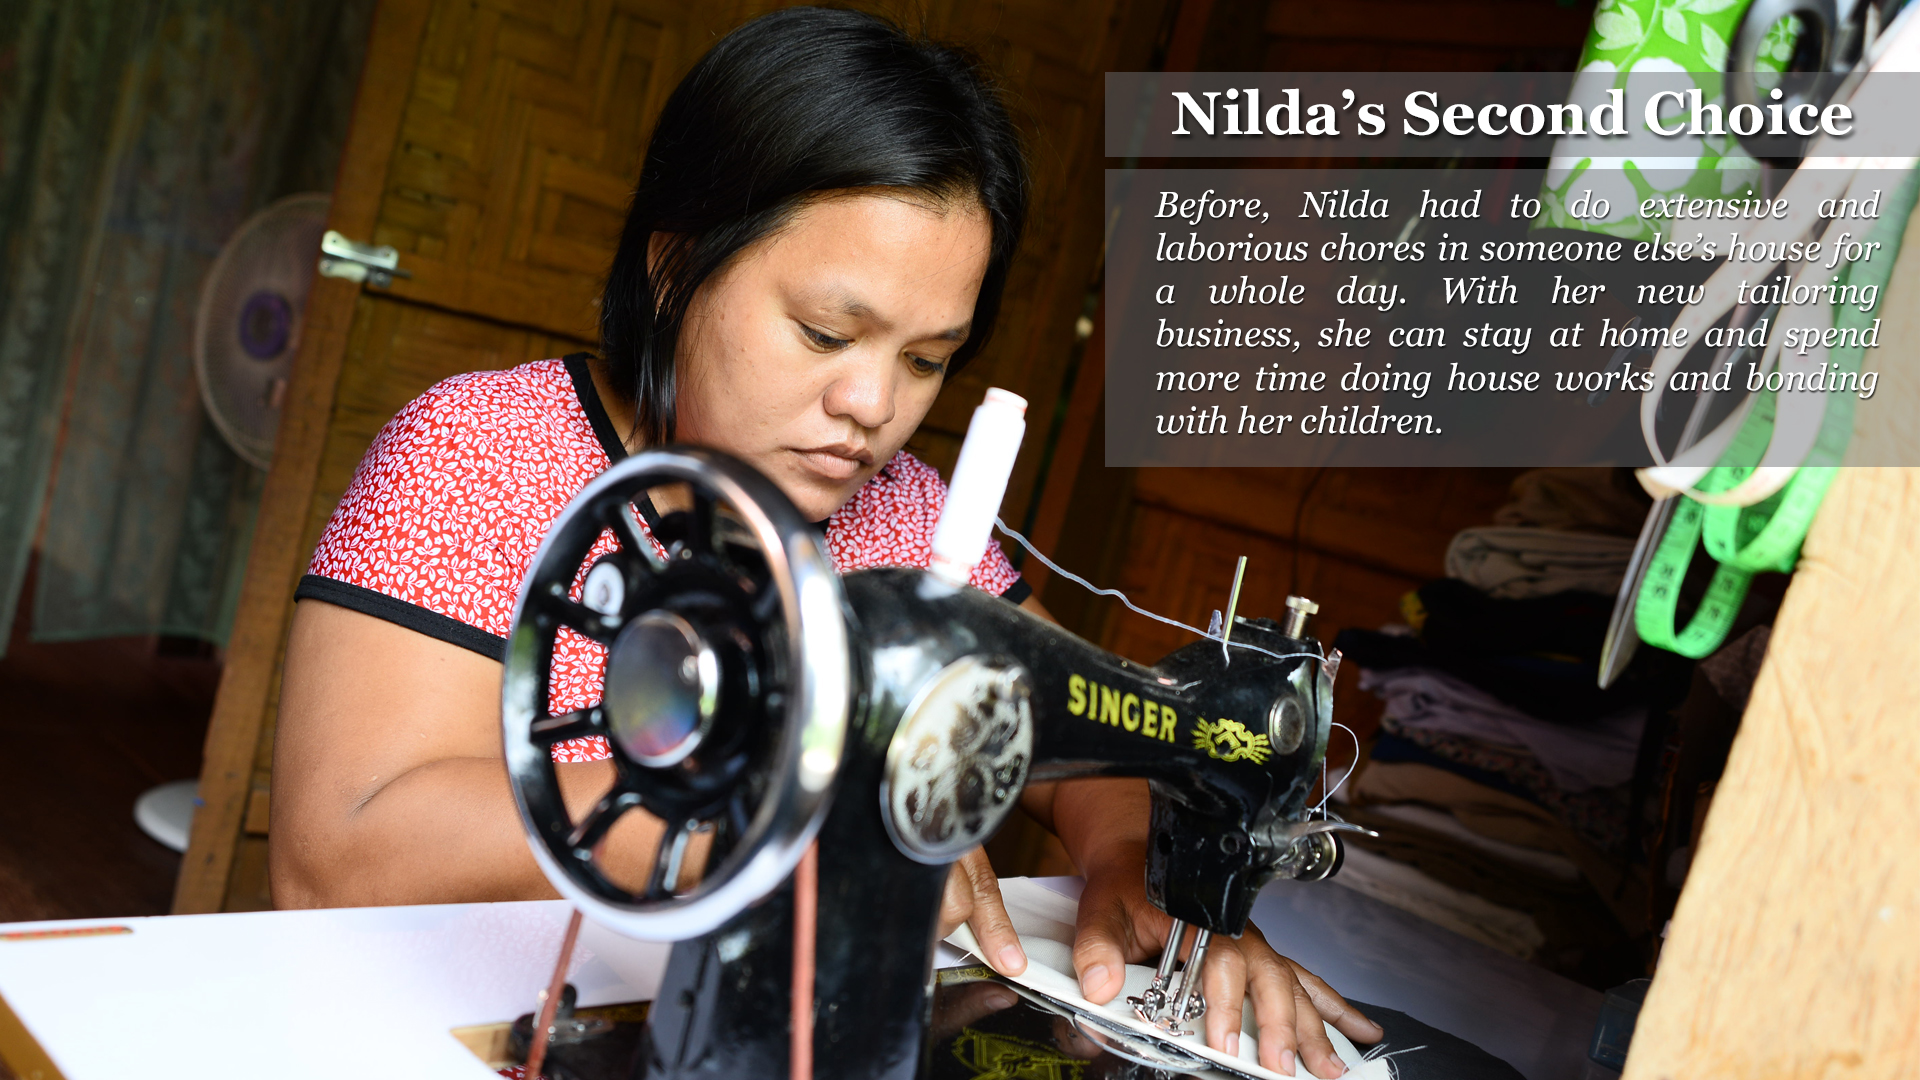 Nilda’s Second Choice
Before, Nilda had to do extensive and
laborious chores in someone else’s house for
a whole day. With her new tailoring
business, she can stay at home and spend
more time doing house works and bonding
with her children.
SINGER